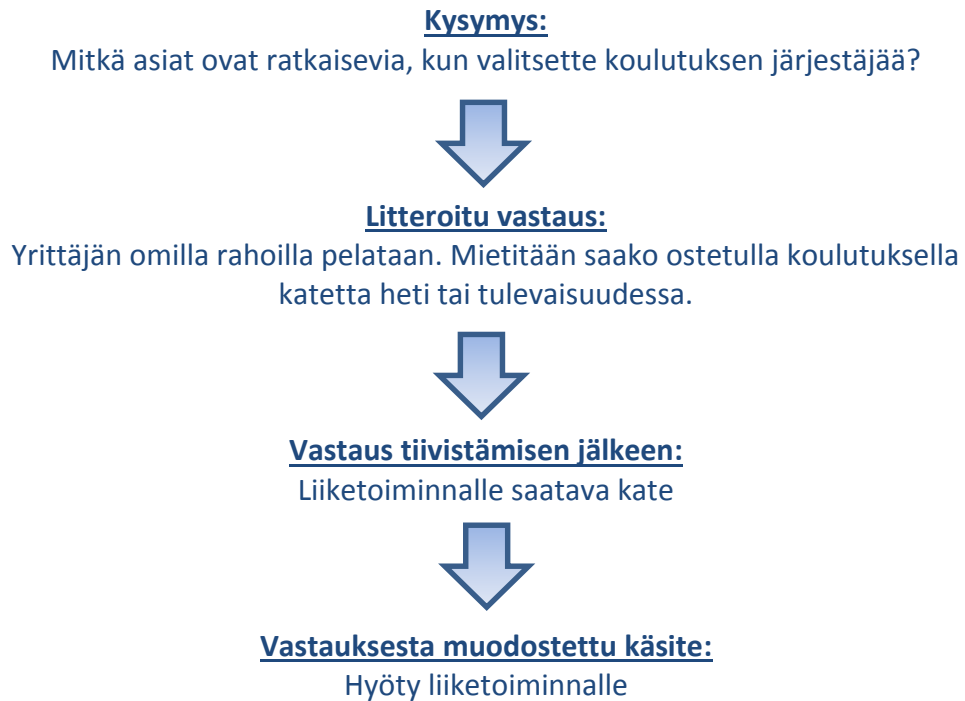 Kysymys:
Mitkä asiat ovat ratkaisevia, kun valitsette koulutuksen järjestäjää?
Litteroitu vastaus:
Yrittäjän omilla rahoilla pelataan. Mietitään saako ostetulla koulutuksella
katetta heti tai tulevaisuudessa.
Vastaus tiivistämisen jälkeen:
Liiketoiminnalle saatava kate
Vastauksesta muodostettu käsite:
Hyöty liiketoiminnalle